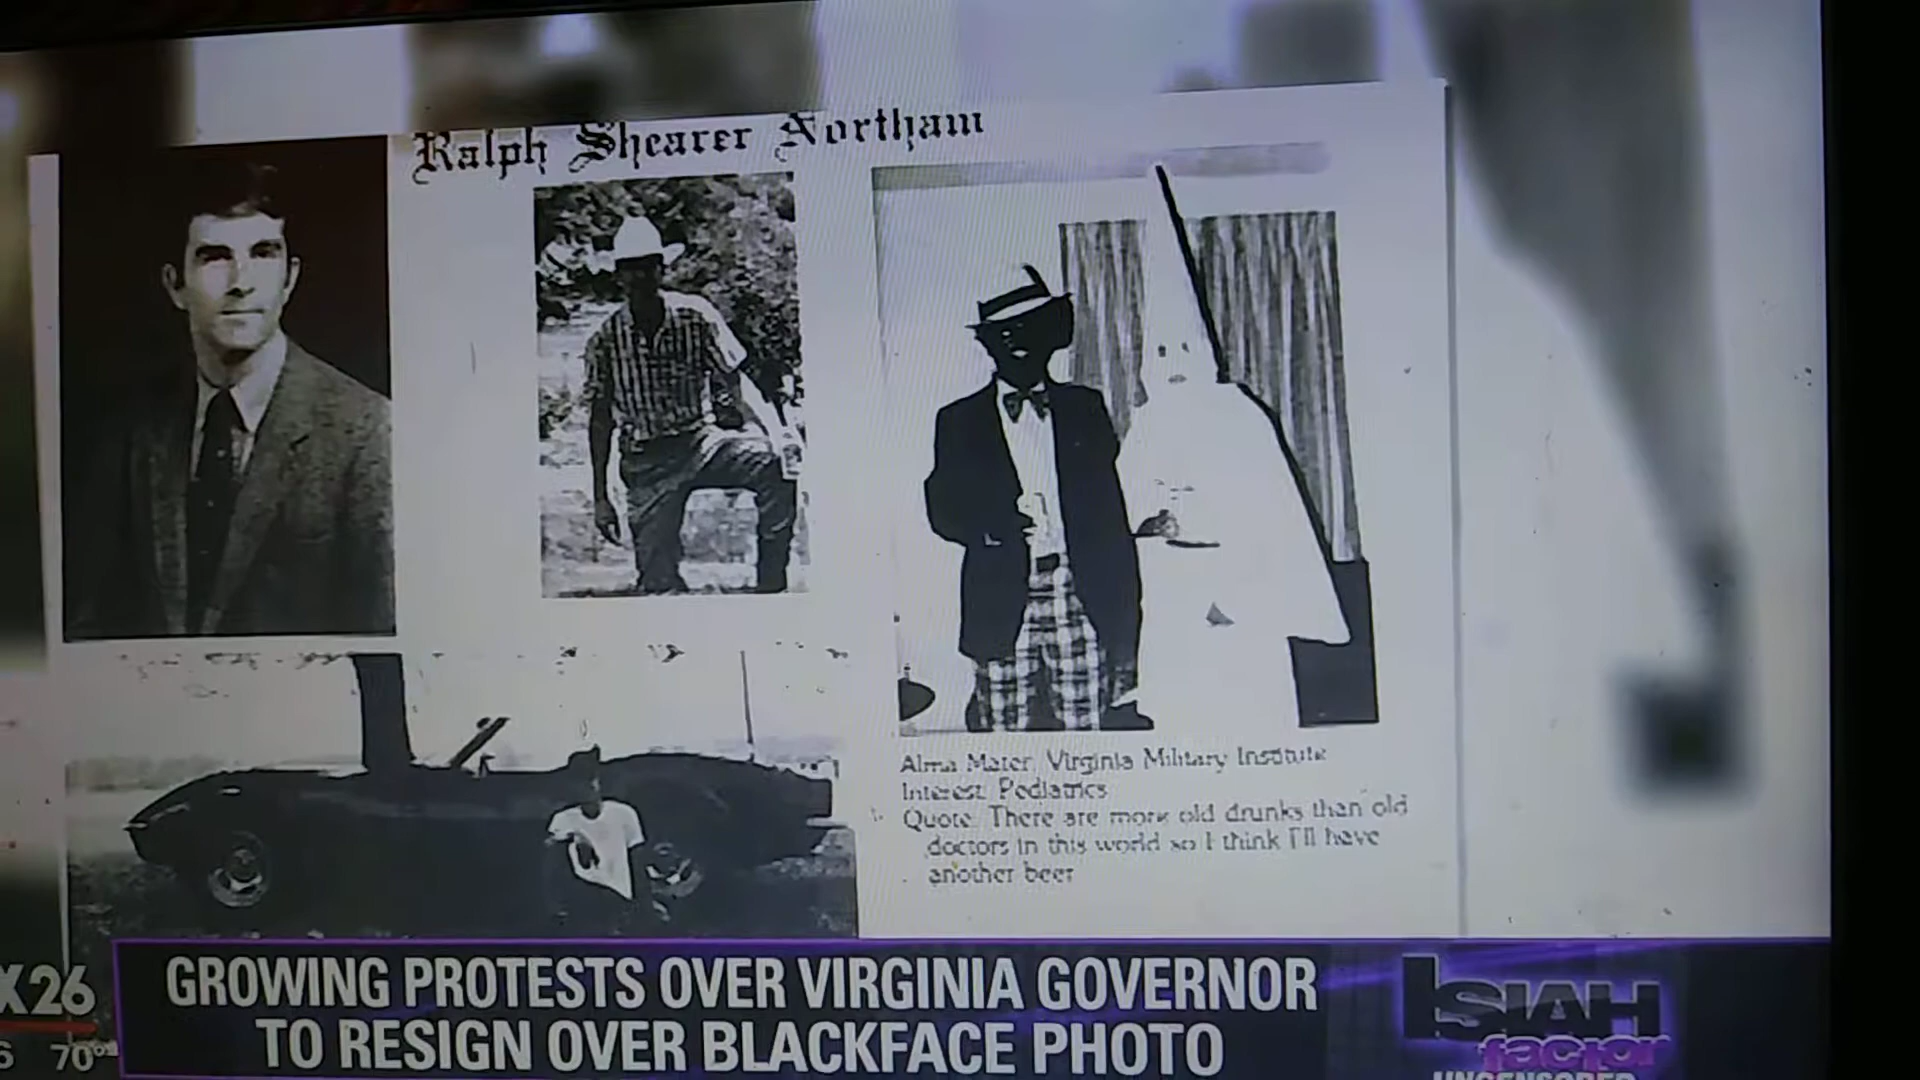 Ralph Shearer Northam
Alma Mater: Virginia Military Institute
Interest: Pediatrics
Quote: There are more old drunks than old
doctors in this world so I think I'll have
another beer
X26
70°
GROWING PROTESTS OVER VIRGINIA GOVERNOR
TO RESIGN OVER BLACKFACE PHOTO
ISIAH
factor
UNCENSORED